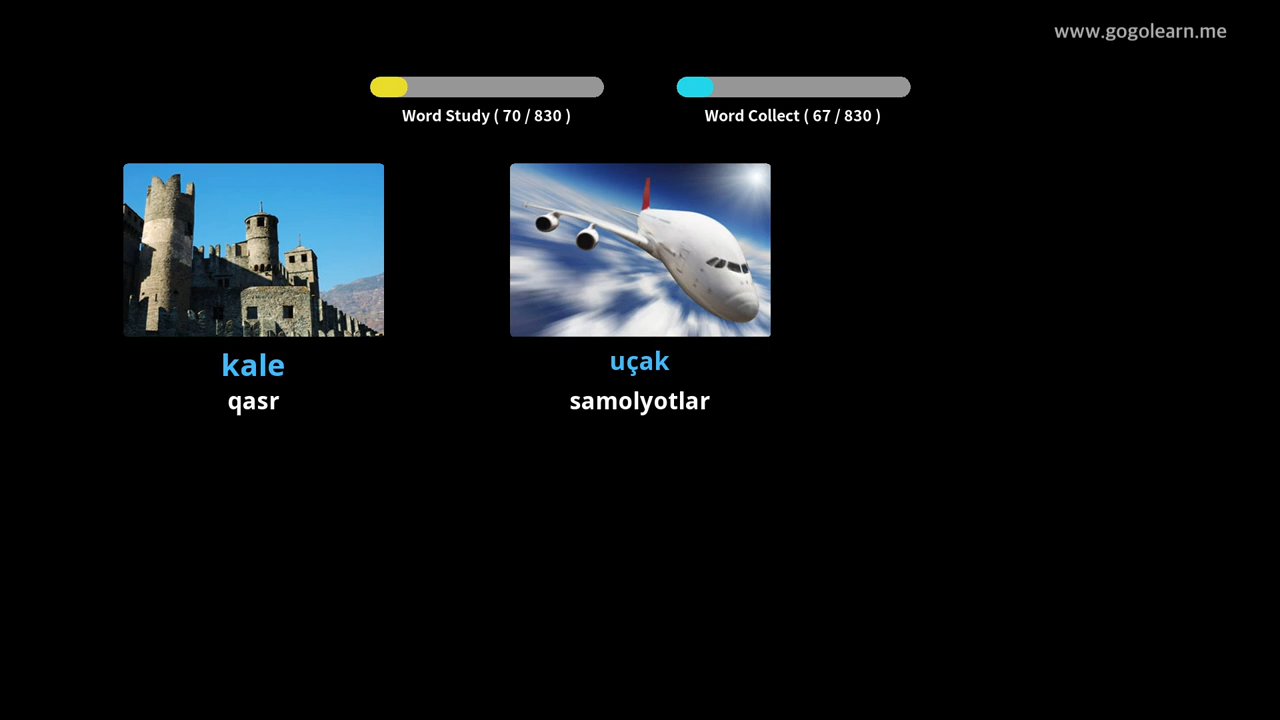 www.gogolearn.me
Word Study ( 70 / 830 )
Word Collect ( 67 / 830 )
kale
qasr
uçak
samolyotlar